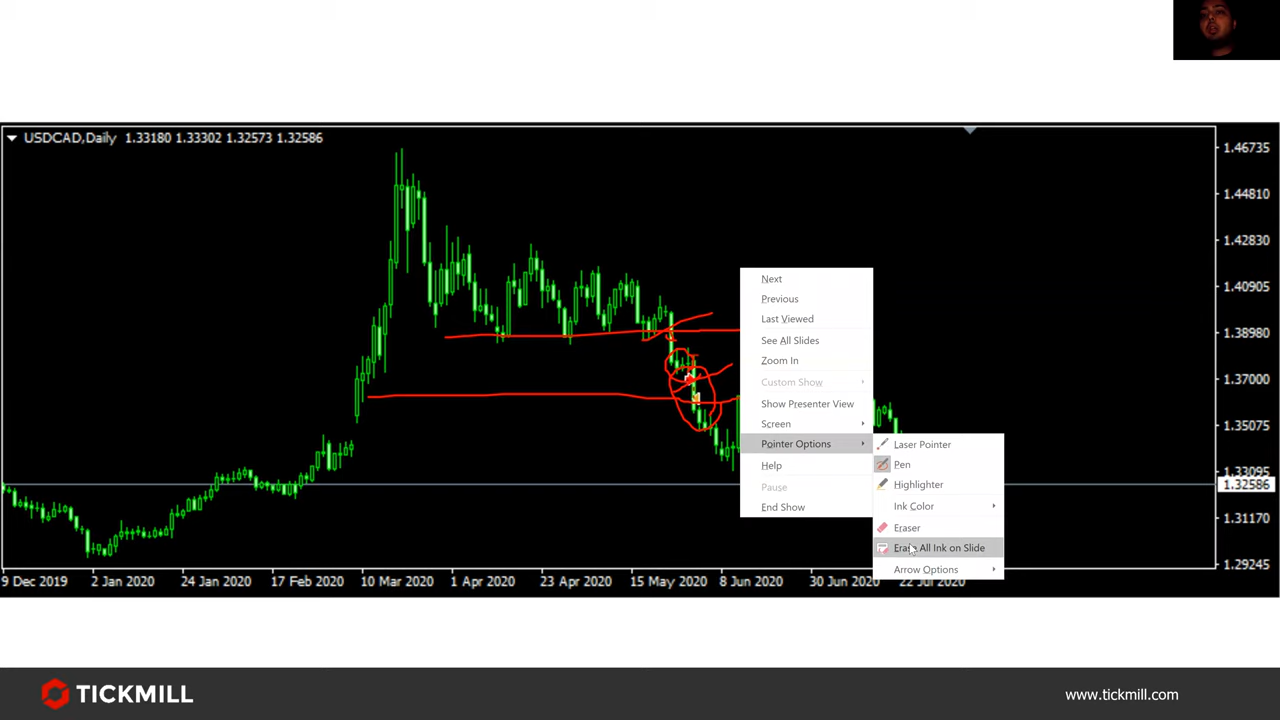 USDCAD,Daily 1.33180 1.33302 1.32573 1.32586
1.46735
1.44810
1.42830
1.40905
1.38980
1.37000
1.35075
1.33095
1.32586
1.31170
1.29245
Next
Previous
Last Viewed
See All Slides
Zoom In
Custom Show
Show Presenter View
Screen
Pointer Options
Help
Pause
End Show
Laser Pointer
Pen
Highlighter
Ink Color
Eraser
Erase All Ink on Slide
Arrow Options
9 Dec 2019 2 Jan 2020 24 Jan 2020 17 Feb 2020 10 Mar 2020 1 Apr 2020 23 Apr 2020 15 May 2020 8 Jun 2020 30 Jun 2020 22 Jul 2020
TICKMILL
www.tickmill.com